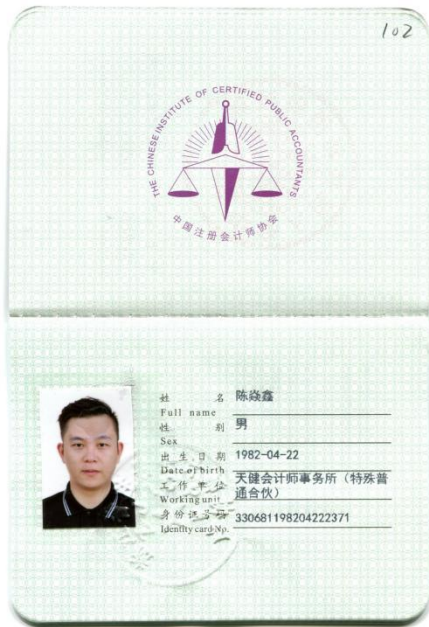 102
THE CHINESE INSTITUTE OF CERTIFIED PUBLIC ACCOUNTANTS
中国注册会计师协会
姓 名 陈焱鑫
Full name
性 别 男
Sex
出 生 日 期 1982-04-22
Date of birth
工 作 单 位 天健会计师事务所（特殊普
通合伙）
Working unit
身份证号码 330681198204222371
Identity card No.